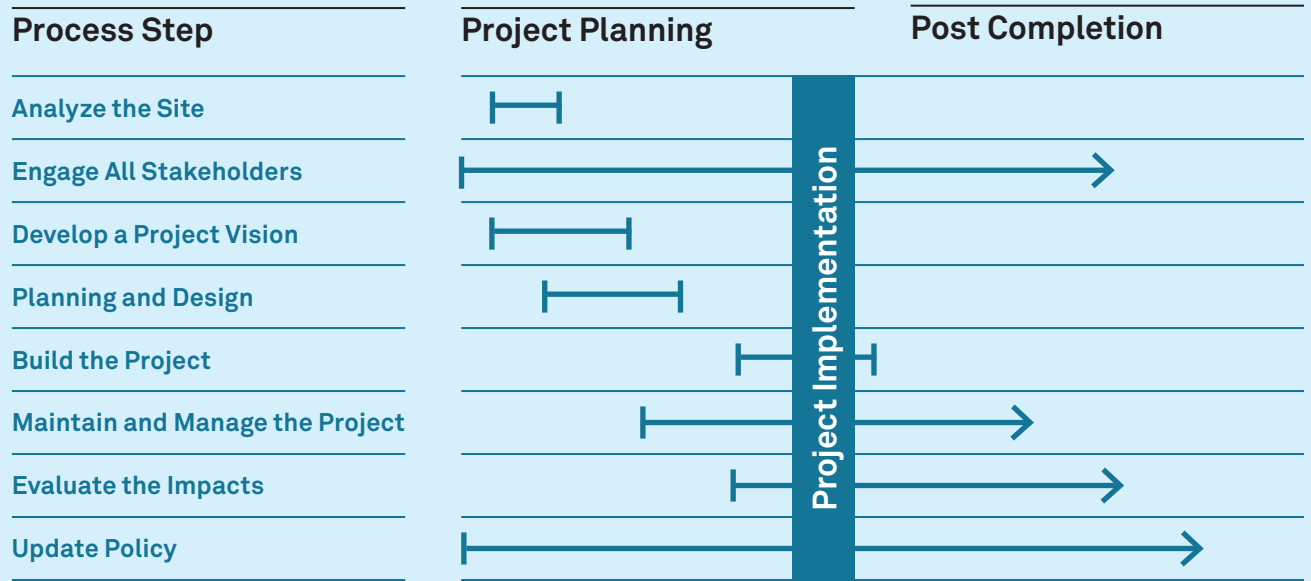 Process Step
Project Planning
Post Completion
Analyze the Site
Engage All Stakeholders
Develop a Project Vision
Planning and Design
Build the Project
Maintain and Manage the Project
Evaluate the Impacts
Update Policy
Project Implementation